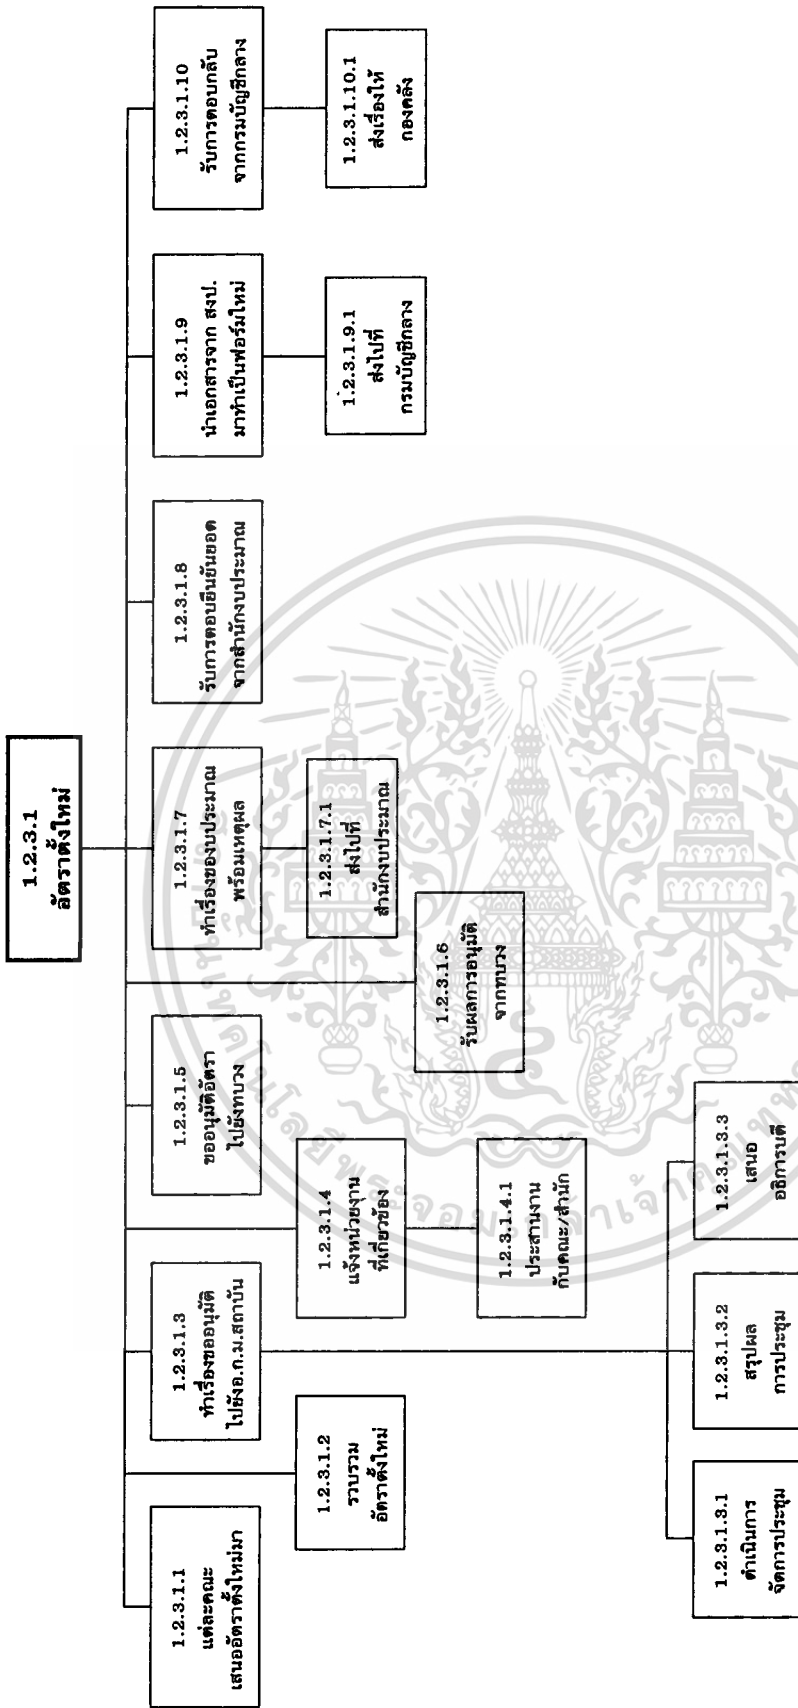 1.2.3.1
อัตราตั้งใหม่
1.2.3.1.1
แต่ละคณะ
เสนออัตราตั้งใหม่มา
1.2.3.1.2
รวบรวม
อัตราตั้งใหม่
1.2.3.1.3
ทำเรื่องขออนุมัติ
ไปยังอ.ก.ม.สถาบัน
1.2.3.1.3.1
ดำเนินการ
จัดการประชุม
1.2.3.1.3.2
สรุปผล
การประชุม
1.2.3.1.3.3
เสนอ
อธิการบดี
1.2.3.1.4
แจ้งหน่วยงาน
ที่เกี่ยวข้อง
1.2.3.1.4.1
ประสานงาน
กับคณะ/สำนัก
1.2.3.1.5
ขออนุมัติอัตรา
ไปยังทบวง
1.2.3.1.6
รับผลการอนุมัติ
จากทบวง
1.2.3.1.7
ทำเรื่องของบประมาณ
พร้อมเหตุผล
1.2.3.1.7.1
ส่งไปที่
สำนักงบประมาณ
1.2.3.1.8
รับการตอบยืนยันยอด
จากสำนักงบประมาณ
1.2.3.1.9
นำเอกสารจาก สงป.
มาทำเป็นฟอร์มใหม่
1.2.3.1.9.1
ส่งไปที่
กรมบัญชีกลาง
1.2.3.1.10
รับการตอบกลับ
จากกรมบัญชีกลาง
1.2.3.1.10.1
ส่งเรื่องให้
กองคลัง